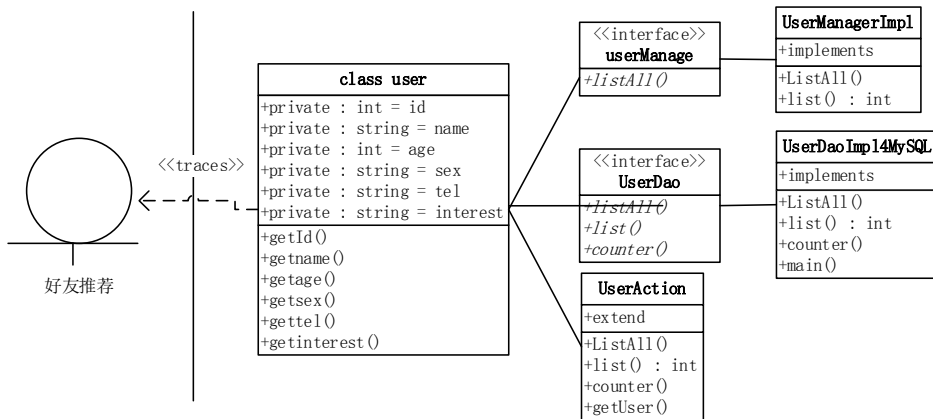 <<traces>>
好友推荐
class user
+private : int = id
+private : string = name
+private : int = age
+private : string = sex
+private : string = tel
+private : string = interest
+getId()
+getname()
+getage()
+getsex()
+gettel()
+getinterest()
<<interface>>
userManage
+listAll()
UserManagerImpl
+implements
+ListAll()
+list() : int
<<interface>>
UserDao
+listAll()
+list()
+counter()
UserDaoImpl4MySQL
+implements
+ListAll()
+list() : int
+counter()
+main()
UserAction
+extend
+ListAll()
+list() : int
+counter()
+getUser()